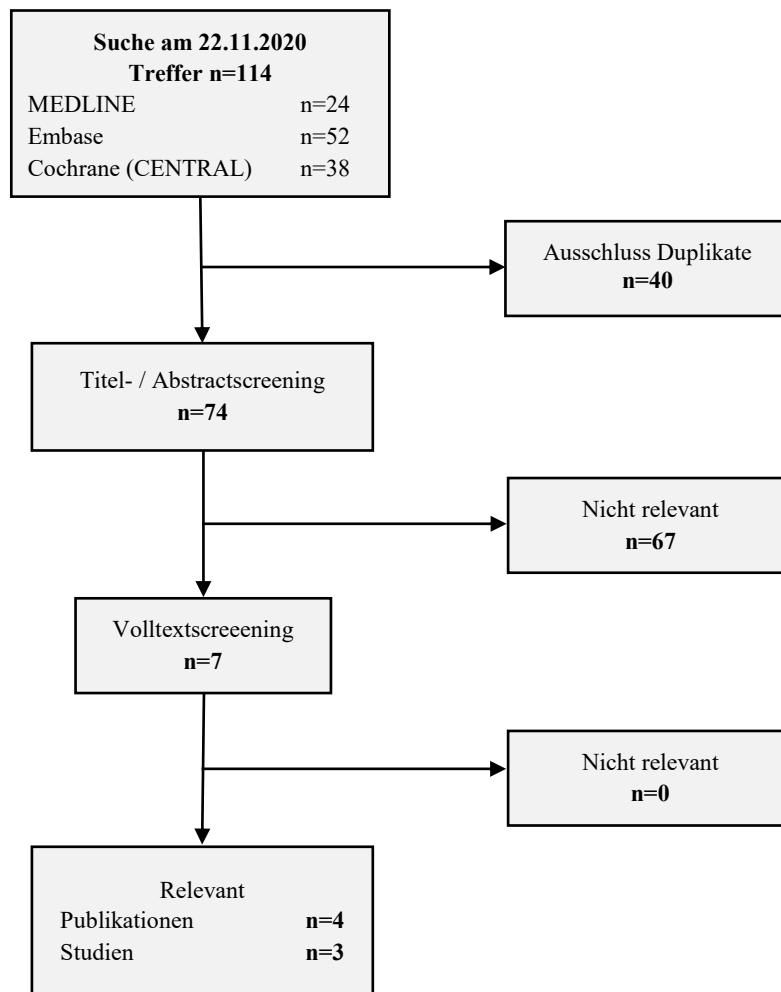 Suche am 22.11.2020
Treffer n=114
MEDLINE n=24
Embase n=52
Cochrane (CENTRAL) n=38
Ausschluss Duplikate
n=40
Titel- / Abstractscreening
n=74
Nicht relevant
n=67
Volltextscreeening
n=7
Nicht relevant
n=0
Relevant
Publikationen n=4
Studien n=3